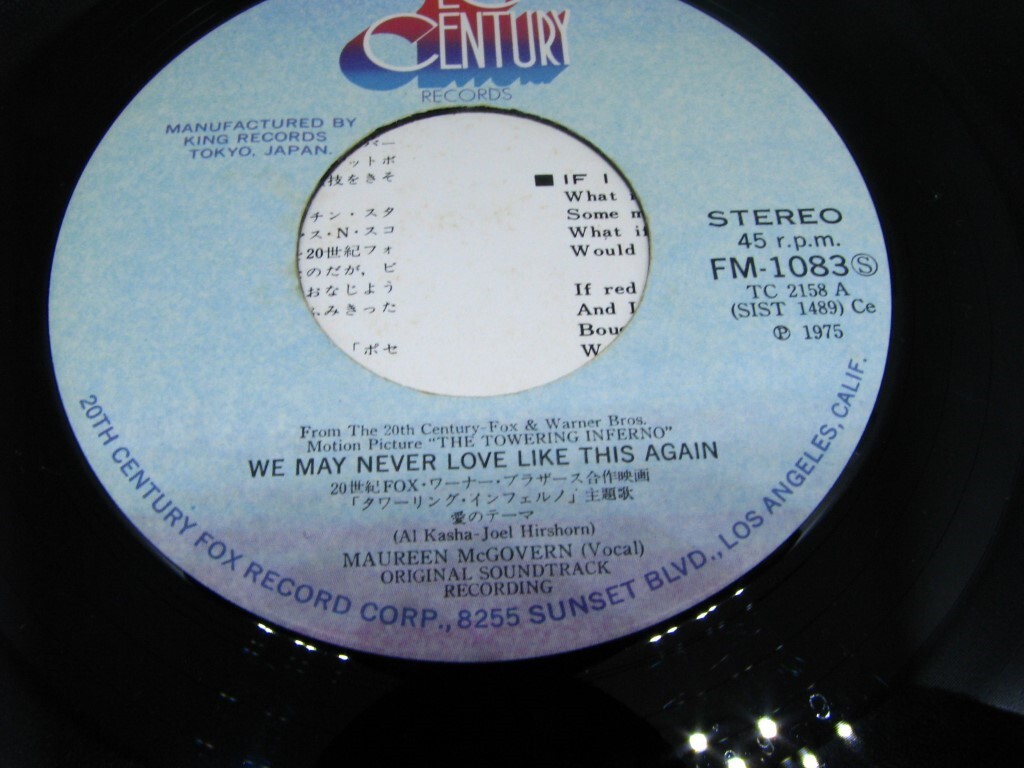 CENTURY
RECORDS
MANUFACTURED BY
KING RECORDS
TOKYO, JAPAN.
ットボ
技をきそ
チン・スタ
ス・N・スコ
20世紀フォ
のだが，ビ
おなじよう
ふみきった
「ポセ
■ IF I
What
Some
What if
Would
If red
And I
Bou
W
STEREO
45 r.p.m.
FM-1083Ⓢ
TC 2158 A
(SIST 1489) Ce
Ⓟ 1975
From The 20th Century-Fox & Warner Bros.
Motion Picture "THE TOWERING INFERNO"
WE MAY NEVER LOVE LIKE THIS AGAIN
20世紀FOX・ワーナー・ブラザース合作映画
「タワーリング・インフェルノ」主題歌
愛のテーマ
(Al Kasha-Joel Hirshorn)
MAUREEN McGOVERN (Vocal)
ORIGINAL SOUNDTRACK
RECORDING
20TH CENTURY FOX RECORD CORP., 8255 SUNSET BLVD., LOS ANGELES, CALIF.